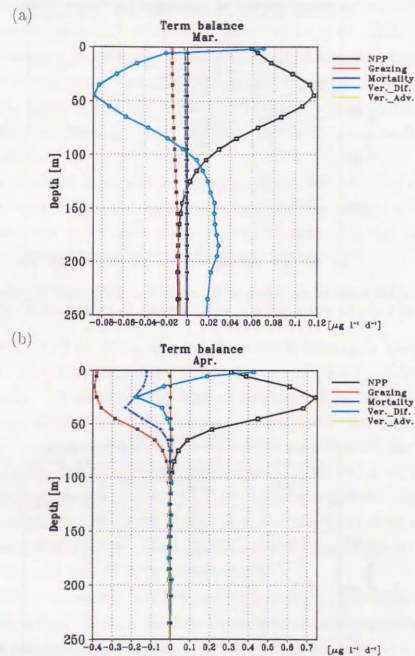 (a)
Term balance
Mar.
NPP
Grazing
Mortality
Ver._Dif.
Ver._Adv.
Depth [m]
0
50
100
150
200
250
-0.08 -0.06 -0.04 -0.02 0 0.02 0.04 0.06 0.08 0.1 0.12
[μg l⁻¹ d⁻¹]
(b)
Term balance
Apr.
NPP
Grazing
Mortality
Ver._Dif.
Ver._Adv.
Depth [m]
0
50
100
150
200
250
-0.4 -0.3 -0.2 -0.1 0 0.1 0.2 0.3 0.4 0.5 0.6 0.7
[μg l⁻¹ d⁻¹]